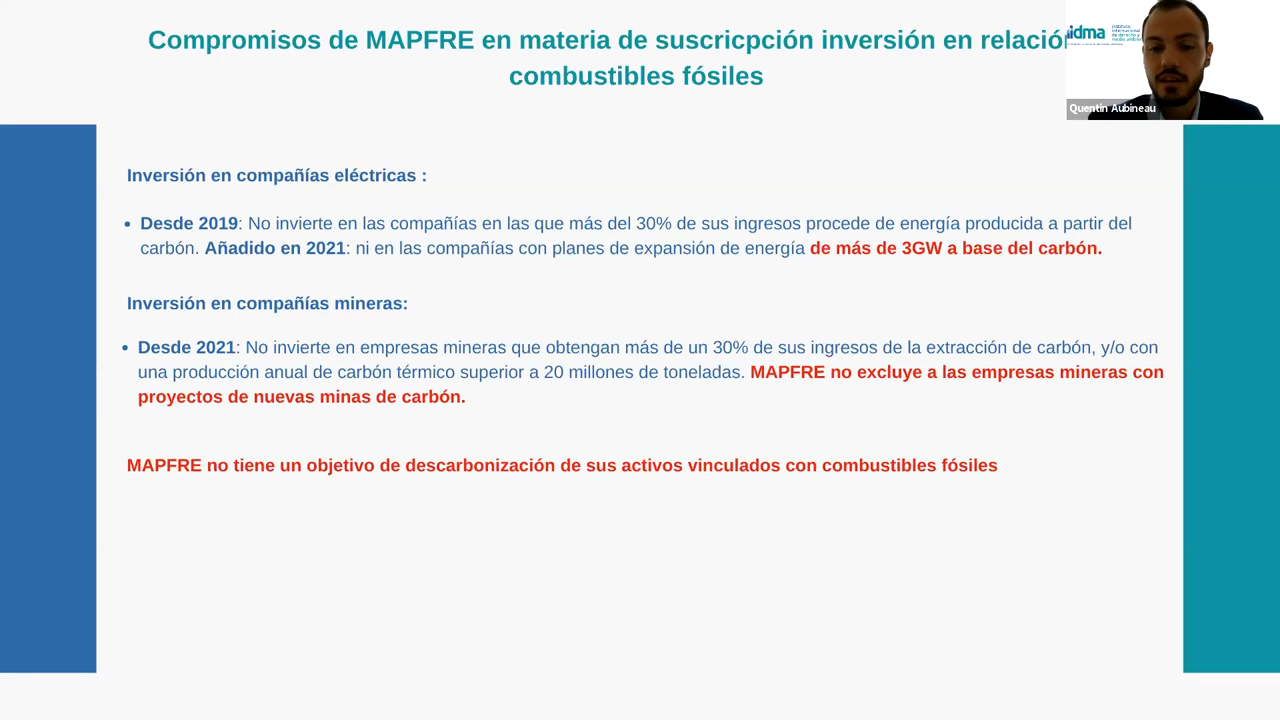 Compromisos de MAPFRE en materia de suscricpción inversión en relació
combustibles fósiles
iidma
instituto
internacional
de derecho y
medio
Quentin Aubineau
Inversión en compañías eléctricas :
• Desde 2019: No invierte en las compañías en las que más del 30% de sus ingresos procede de energía producida a partir del
carbón. Añadido en 2021: ni en las compañías con planes de expansión de energía de más de 3GW a base del carbón.
Inversión en compañías mineras:
• Desde 2021: No invierte en empresas mineras que obtengan más de un 30% de sus ingresos de la extracción de carbón, y/o con
una producción anual de carbón térmico superior a 20 millones de toneladas. MAPFRE no excluye a las empresas mineras con
proyectos de nuevas minas de carbón.
MAPFRE no tiene un objetivo de descarbonización de sus activos vinculados con combustibles fósiles